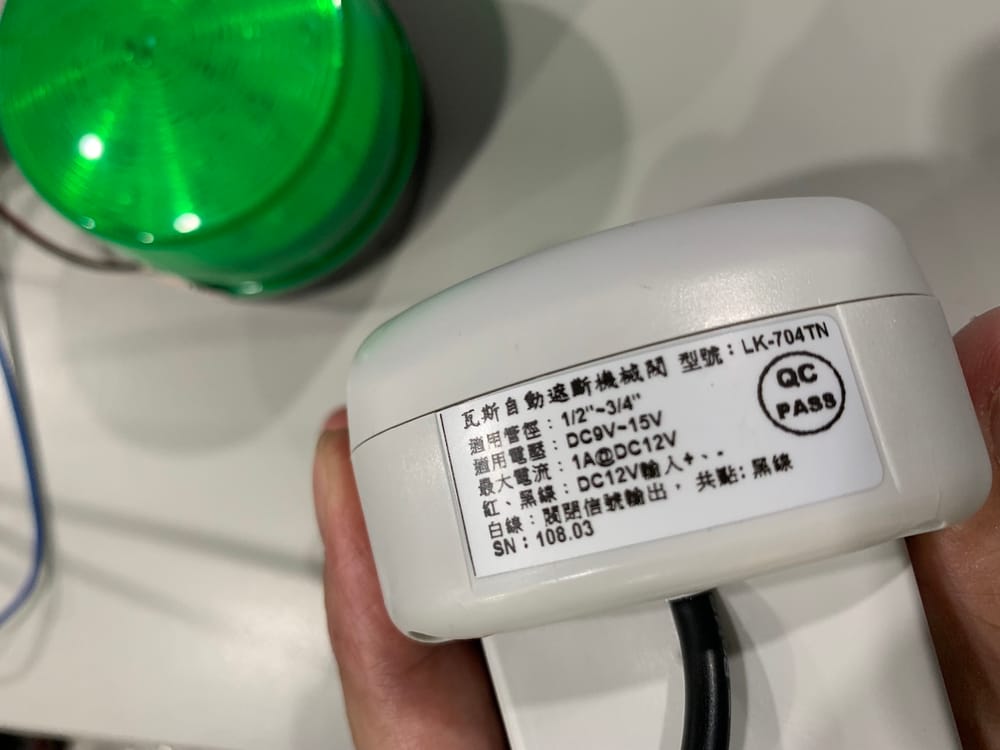 瓦斯自動遮斷機械閥 型號：LK-704TN
適用管徑：1/2"~3/4"
適用電壓：DC9V~15V
最大電流：1A@DC12V
紅、黑線：DC12V輸入+、-
白線：閥閉信號輸出， 共點:黑線
SN：108.03
QC
PASS